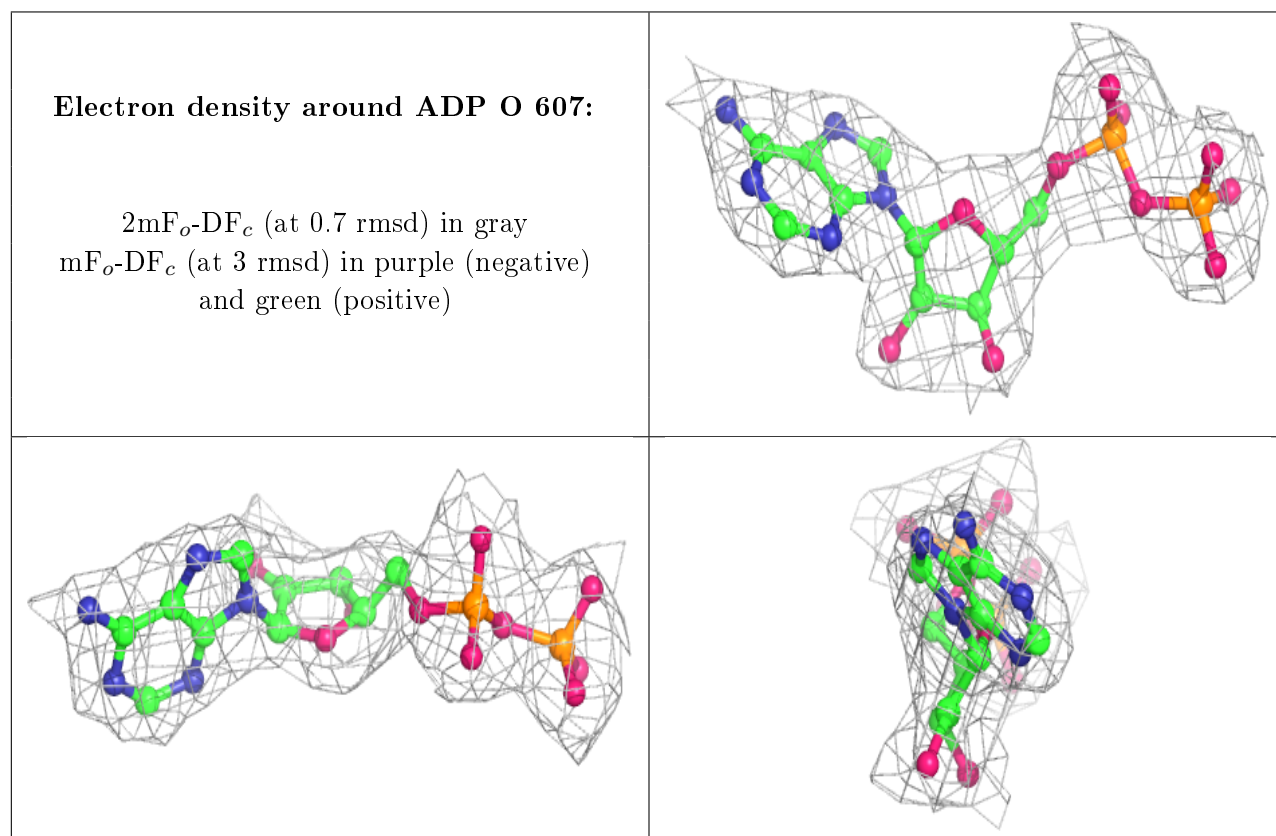 Electron density around ADP O 607:
2mFₒ-DF𝑐 (at 0.7 rmsd) in gray
mFₒ-DF𝑐 (at 3 rmsd) in purple (negative)
and green (positive)